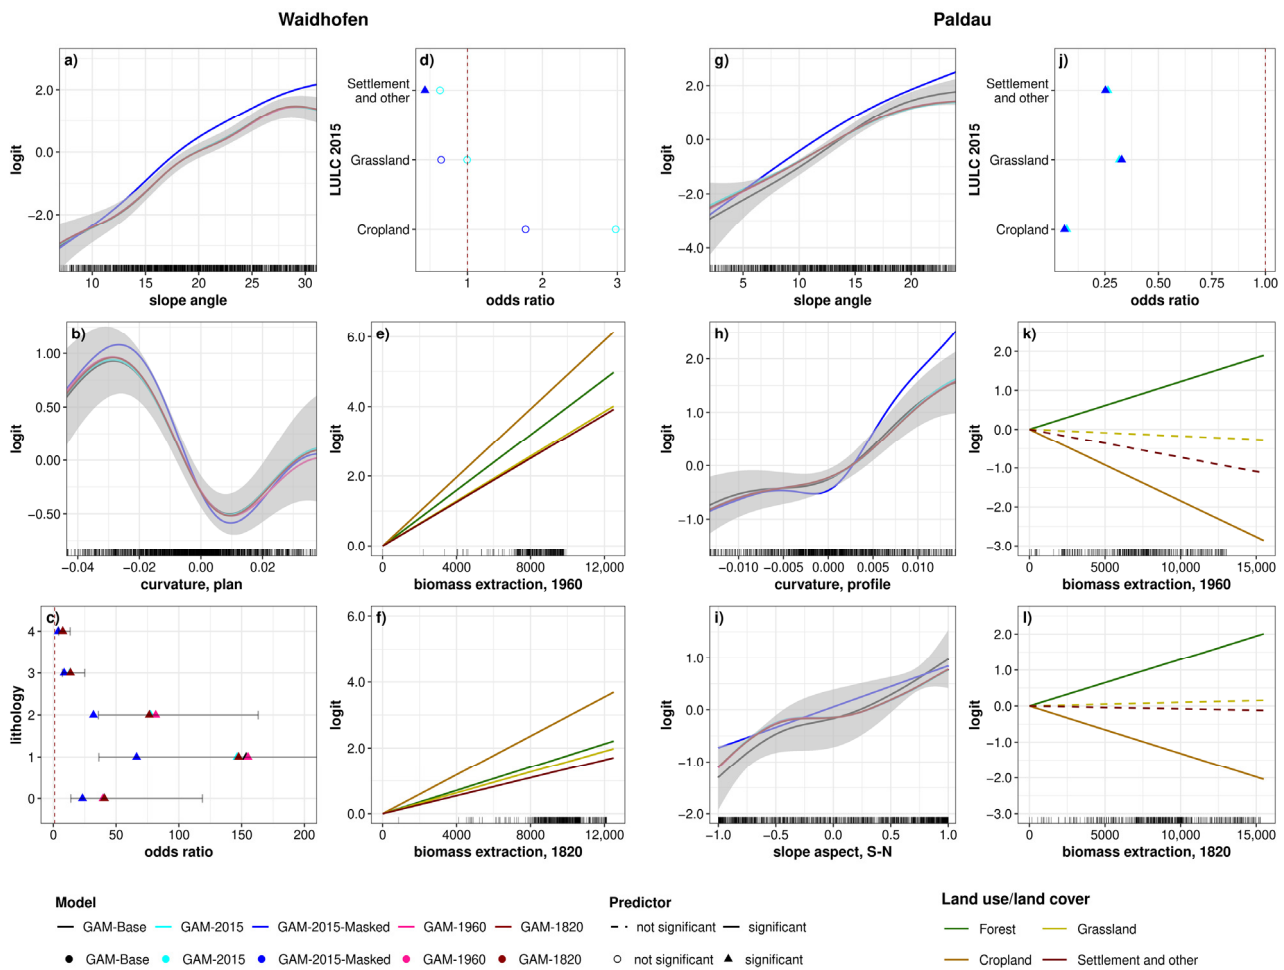 Waidhofen
Paldau
a)
logit
2.0
0.0
−2.0
10 15 20 25 30
slope angle
d)
LULC 2015
Settlement
and other
Grassland
Cropland
1 2 3
odds ratio
g)
logit
2.0
0.0
−2.0
−4.0
5 10 15 20
slope angle
j)
LULC 2015
Settlement
and other
Grassland
Cropland
0.25 0.50 0.75 1.00
odds ratio
b)
logit
1.00
0.50
0.00
−0.50
−0.04 −0.02 0.00 0.02
curvature, plan
e)
logit
6.0
4.0
2.0
0.0
0 4000 8000 12,000
biomass extraction, 1960
h)
logit
2.0
1.0
0.0
−1.0
−0.010 −0.005 0.000 0.005 0.010
curvature, profile
k)
logit
2.0
1.0
0.0
−1.0
−2.0
−3.0
0 5000 10,000 15,000
biomass extraction, 1960
c)
lithology
4
3
2
1
0
0 50 100 150 200
odds ratio
f)
logit
6.0
4.0
2.0
0.0
0 4000 8000 12,000
biomass extraction, 1820
i)
logit
1.0
0.0
−1.0
−2.0
−1.0 −0.5 0.0 0.5 1.0
slope aspect, S-N
l)
logit
2.0
1.0
0.0
−1.0
−2.0
−3.0
0 5000 10,000 15,000
biomass extraction, 1820
Model
GAM-Base GAM-2015 GAM-2015-Masked GAM-1960 GAM-1820
GAM-Base GAM-2015 GAM-2015-Masked GAM-1960 GAM-1820
Predictor
not significant significant
not significant significant
Land use/land cover
Forest Grassland
Cropland Settlement and other